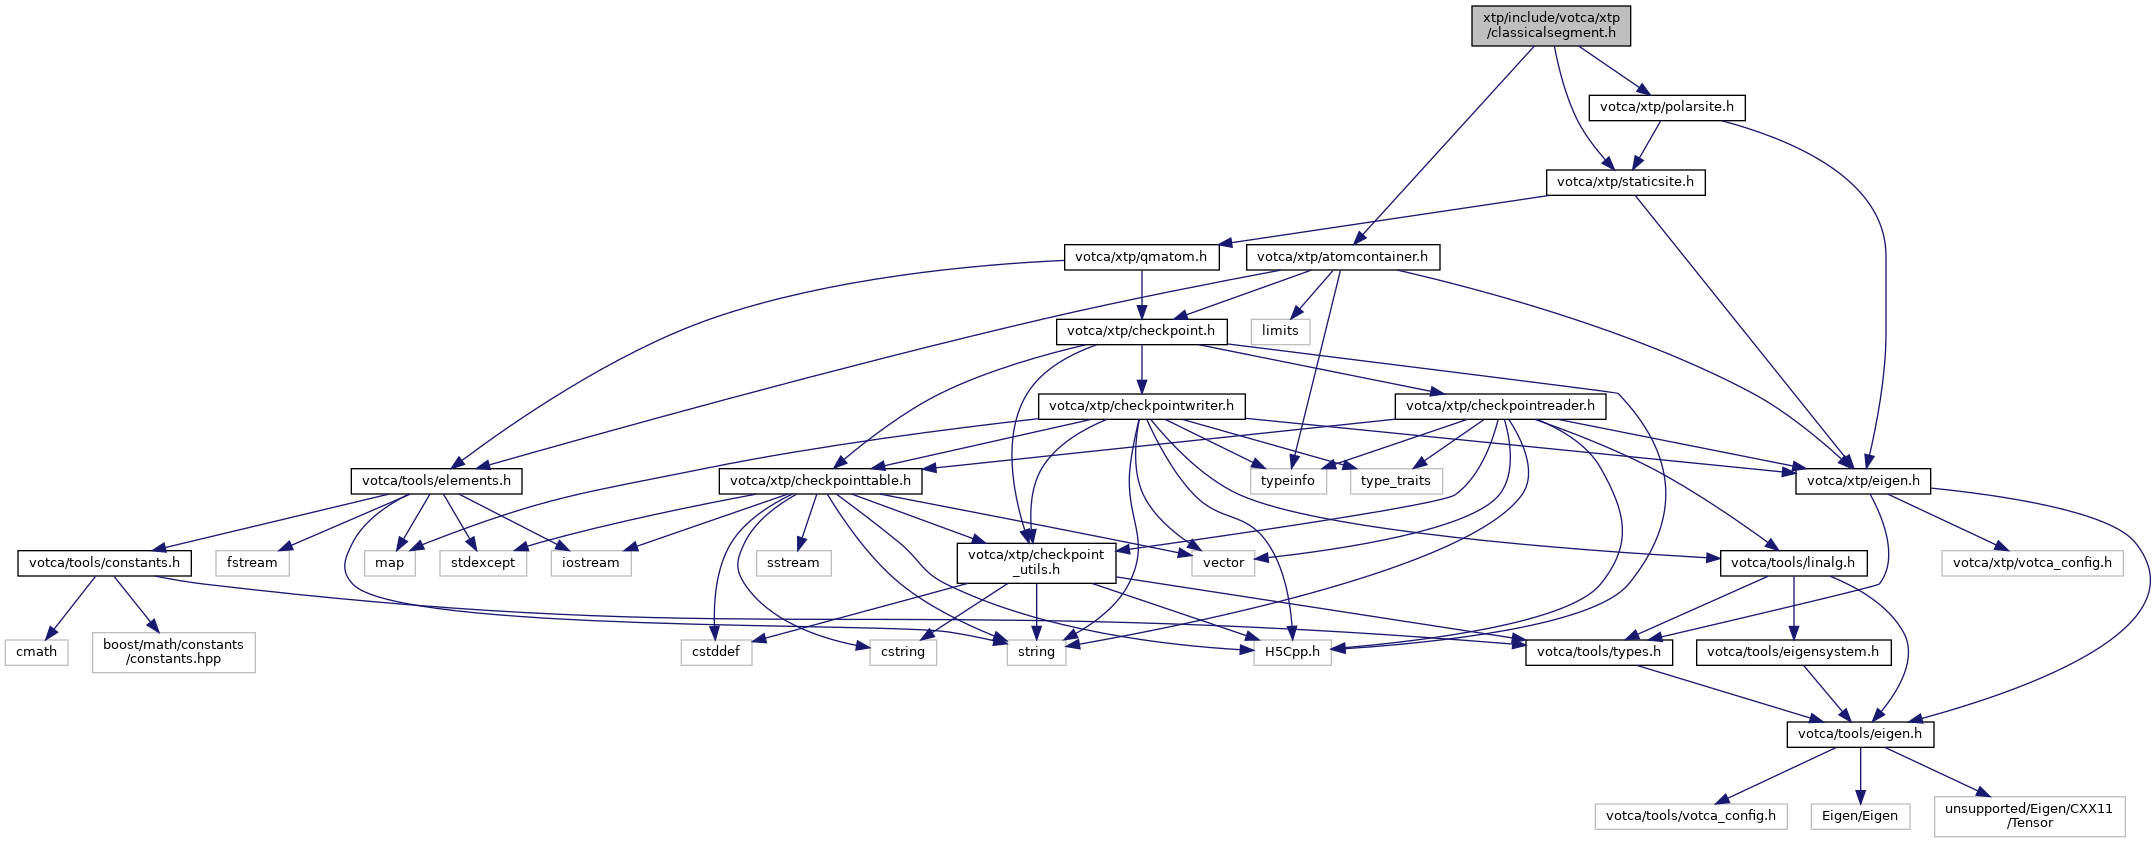 xtp/include/votca/xtp
/classicalsegment.h
votca/xtp/polarsite.h
votca/xtp/staticsite.h
votca/xtp/qmatom.h
votca/xtp/atomcontainer.h
votca/xtp/checkpoint.h
limits
votca/xtp/checkpointwriter.h
votca/xtp/checkpointreader.h
votca/tools/elements.h
votca/xtp/checkpointtable.h
typeinfo
type_traits
votca/xtp/eigen.h
votca/tools/constants.h
fstream
map
stdexcept
iostream
sstream
votca/xtp/checkpoint
_utils.h
vector
votca/tools/linalg.h
votca/xtp/votca_config.h
cmath
boost/math/constants
/constants.hpp
cstddef
cstring
string
H5Cpp.h
votca/tools/types.h
votca/tools/eigensystem.h
votca/tools/eigen.h
votca/tools/votca_config.h
Eigen/Eigen
unsupported/Eigen/CXX11
/Tensor